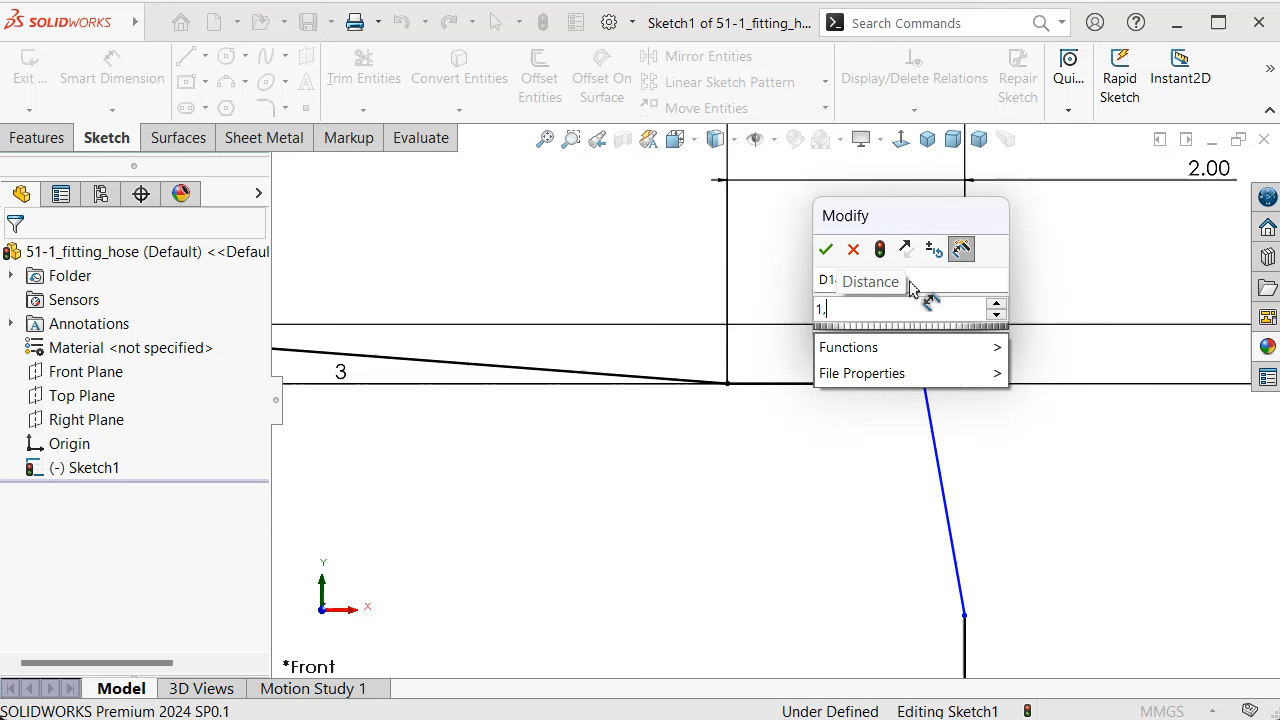 SOLIDWORKS
Sketch1 of 51-1_fitting_h...
Search Commands
Exit ...
Smart Dimension
Trim Entities
Convert Entities
Offset Entities
Offset On Surface
Mirror Entities
Linear Sketch Pattern
Move Entities
Display/Delete Relations
Repair Sketch
Qui...
Rapid Sketch
Instant2D
Features
Sketch
Surfaces
Sheet Metal
Markup
Evaluate
51-1_fitting_hose (Default) <<Defaul
Folder
Sensors
Annotations
Material <not specified>
Front Plane
Top Plane
Right Plane
Origin
(-) Sketch1
2.00
3
Modify
Distance
1,
Functions
File Properties
Y
X
*Front
Model
3D Views
Motion Study 1
SOLIDWORKS Premium 2024 SP0.1
Under Defined
Editing Sketch1
MMGS